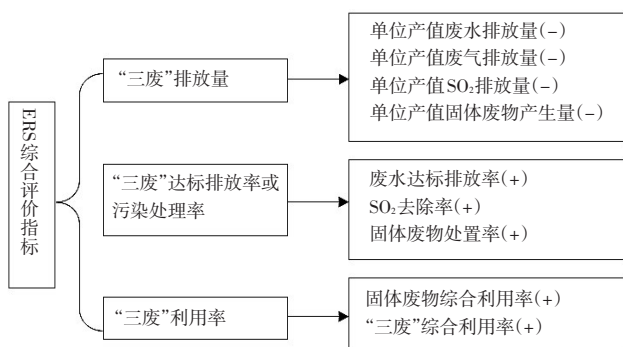 ERS综合评价指标
“三废”排放量
单位产值废水排放量(-)
单位产值废气排放量(-)
单位产值SO₂排放量(-)
单位产值固体废物产生量(-)
“三废”达标排放率或
污染处理率
废水达标排放率(+)
SO₂去除率(+)
固体废物处置率(+)
“三废”利用率
固体废物综合利用率(+)
“三废”综合利用率(+)